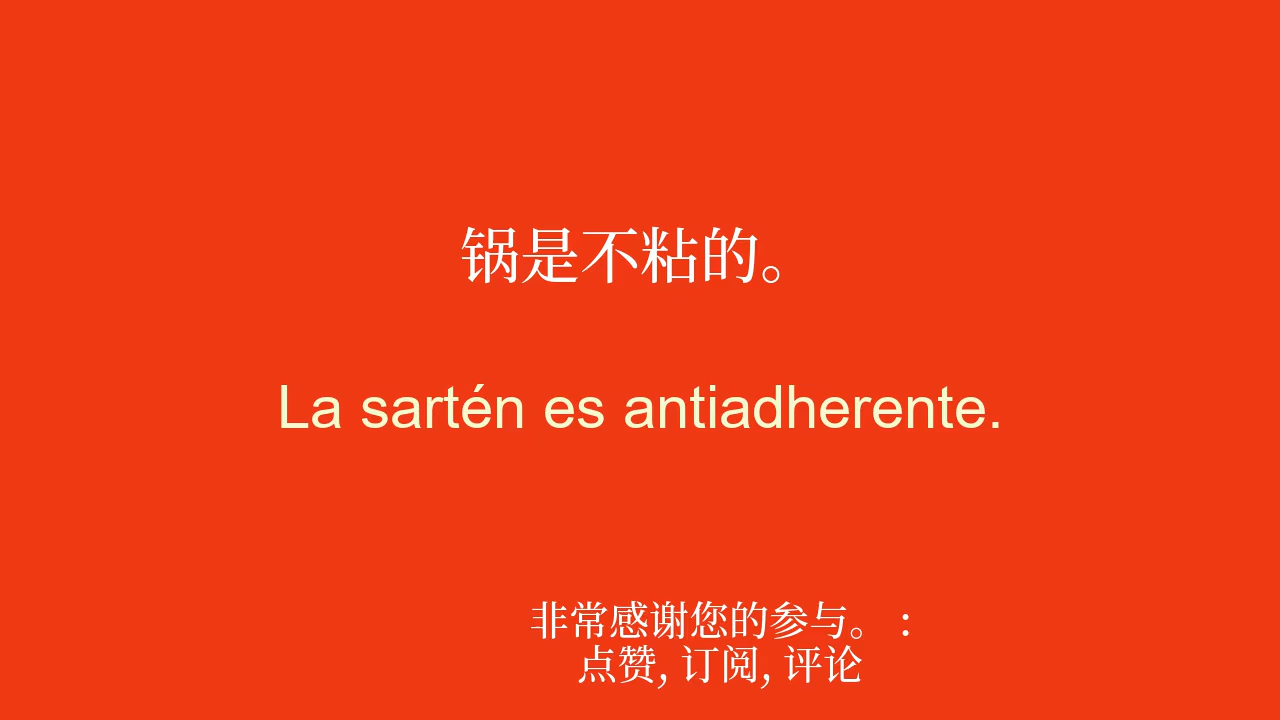 锅是不粘的。
La sartén es antiadherente.
非常感谢您的参与。 :
点赞, 订阅, 评论